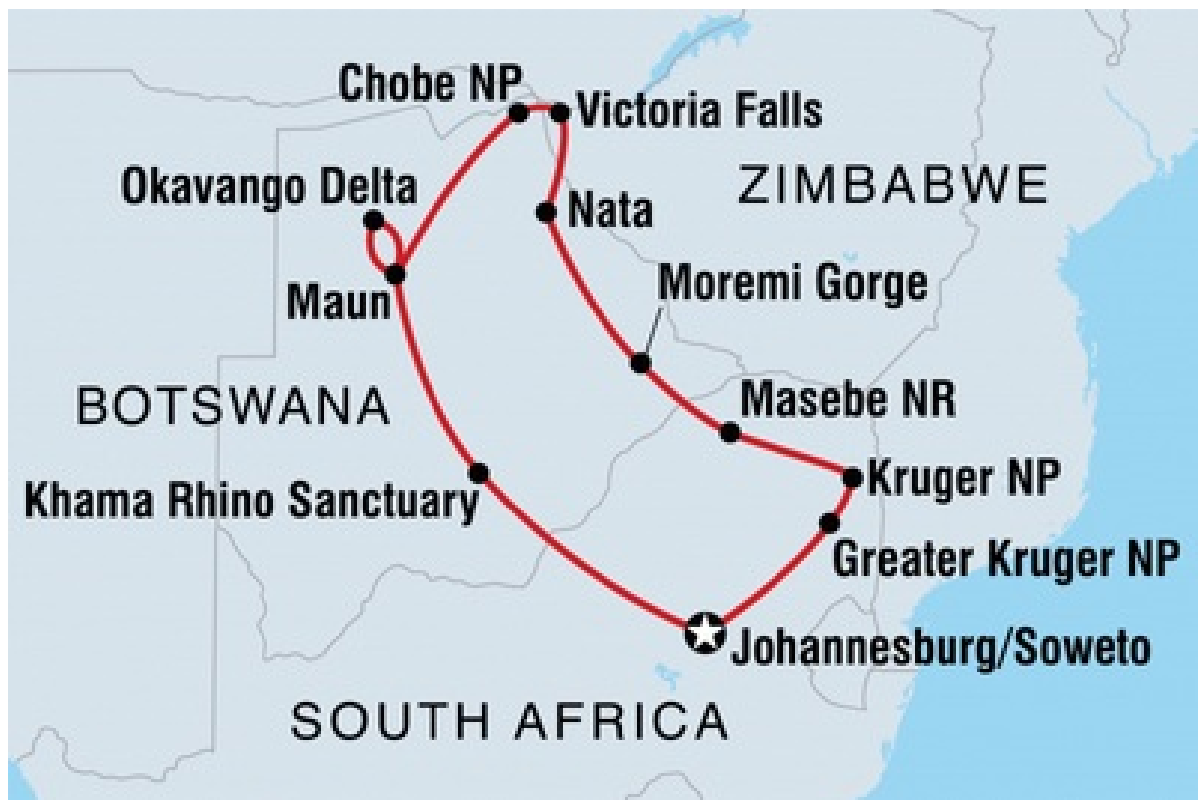 Chobe NP
Victoria Falls
Okavango Delta
ZIMBABWE
Nata
Moremi Gorge
Maun
BOTSWANA
Masebe NR
Kruger NP
Khama Rhino Sanctuary
Greater Kruger NP
Johannesburg/Soweto
SOUTH AFRICA